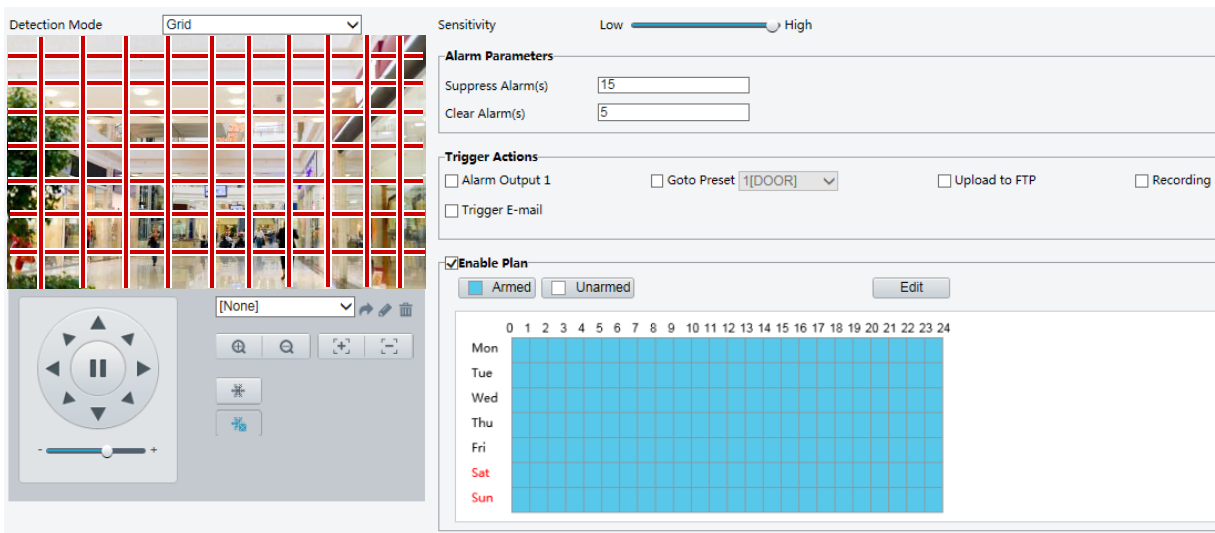 Detection Mode Grid
Sensitivity Low High
Alarm Parameters
Suppress Alarm(s) 15
Clear Alarm(s) 5
Trigger Actions
Alarm Output 1 Goto Preset 1[DOOR] Upload to FTP Recording
Trigger E-mail
Enable Plan
Armed Unarmed Edit
[None]
- +
0 1 2 3 4 5 6 7 8 9 10 11 12 13 14 15 16 17 18 19 20 21 22 23 24
Mon
Tue
Wed
Thu
Fri
Sat
Sun